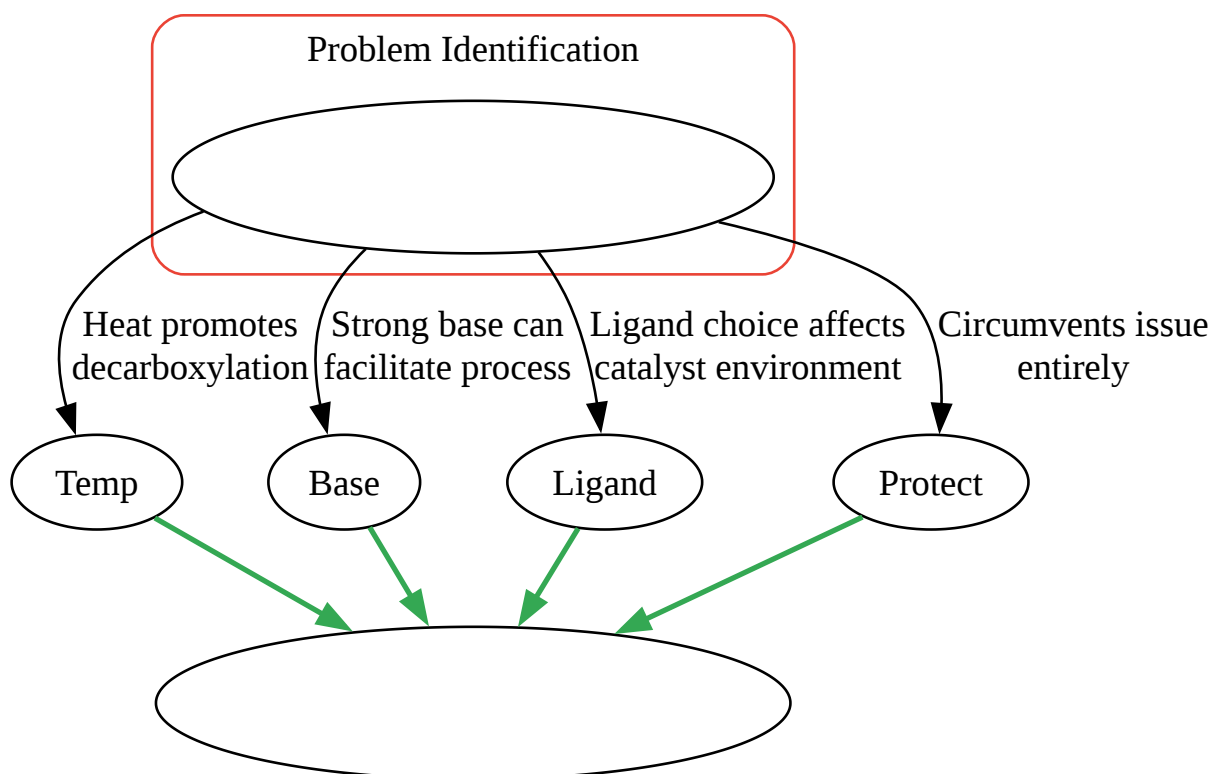 Problem Identification
Heat promotes
decarboxylation
Strong base can
facilitate process
Ligand choice affects
catalyst environment
Circumvents issue
entirely
Temp
Base
Ligand
Protect